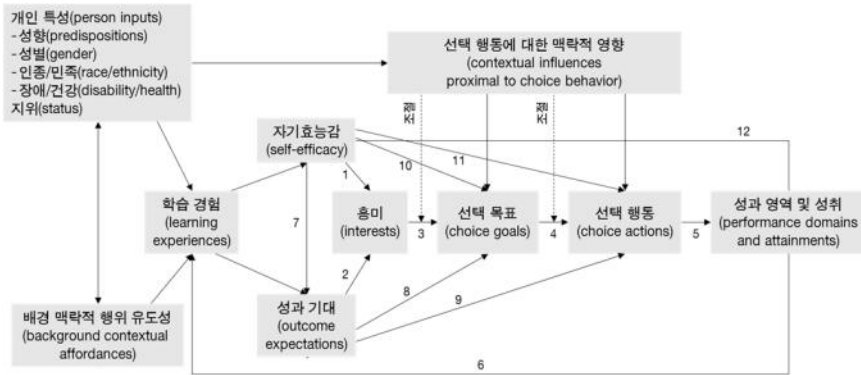 개인 특성(person inputs)
- 성향(predispositions)
- 성별(gender)
- 인종/민족(race/ethnicity)
- 장애/건강(disability/health)
지위(status)
선택 행동에 대한 맥락적 영향
(contextual influences
proximal to choice behavior)
조절
조절
자기효능감
(self-efficacy)
12
11
10
1
학습 경험
(learning
experiences)
7
흥미
(interests)
3
선택 목표
(choice goals)
4
선택 행동
(choice actions)
5
성과 영역 및 성취
(performance domains
and attainments)
2
8
9
배경 맥락적 행위 유도성
(background contextual
affordances)
성과 기대
(outcome
expectations)
6